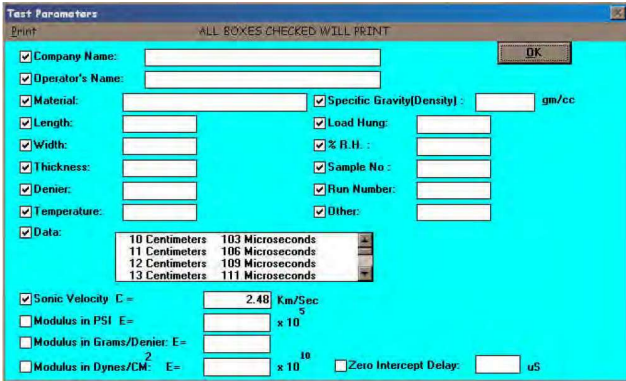 Test Parameters
Print ALL BOXES CHECKED WILL PRINT
OK
Company Name:
Operator's Name:
Material: Specific Gravity(Density) : gm/cc
Length: Load Hung:
Width: % R.H. :
Thickness: Sample No :
Denier: Run Number:
Temperature: Other:
Data:
10 Centimeters 103 Microseconds
11 Centimeters 106 Microseconds
12 Centimeters 109 Microseconds
13 Centimeters 111 Microseconds
Sonic Velocity C = 2.48 Km/Sec
Modulus in PSI E= x 10 5
Modulus in Grams/Denier: E=
Modulus in Dynes/CM 2 : E= x 10 10 Zero Intercept Delay: uS